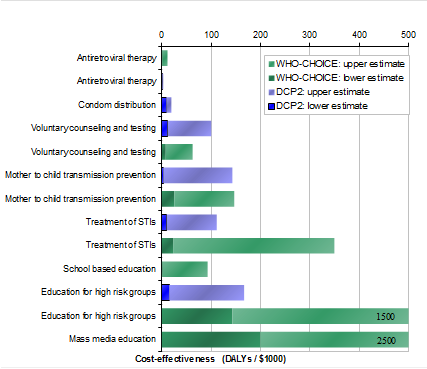 0 100 200 300 400 500
Antiretroviral therapy
Antiretroviral therapy
Condom distribution
Voluntary counseling and testing
Voluntary counseling and testing
Mother to child transmission prevention
Mother to child transmission prevention
Treatment of STIs
Treatment of STIs
School based education
Education for high risk groups
Education for high risk groups
Mass media education
WHO-CHOICE: upper estimate
WHO-CHOICE: lower estimate
DCP2: upper estimate
DCP2: lower estimate
1500
2500
Cost-effectiveness (DALYs / $1000)